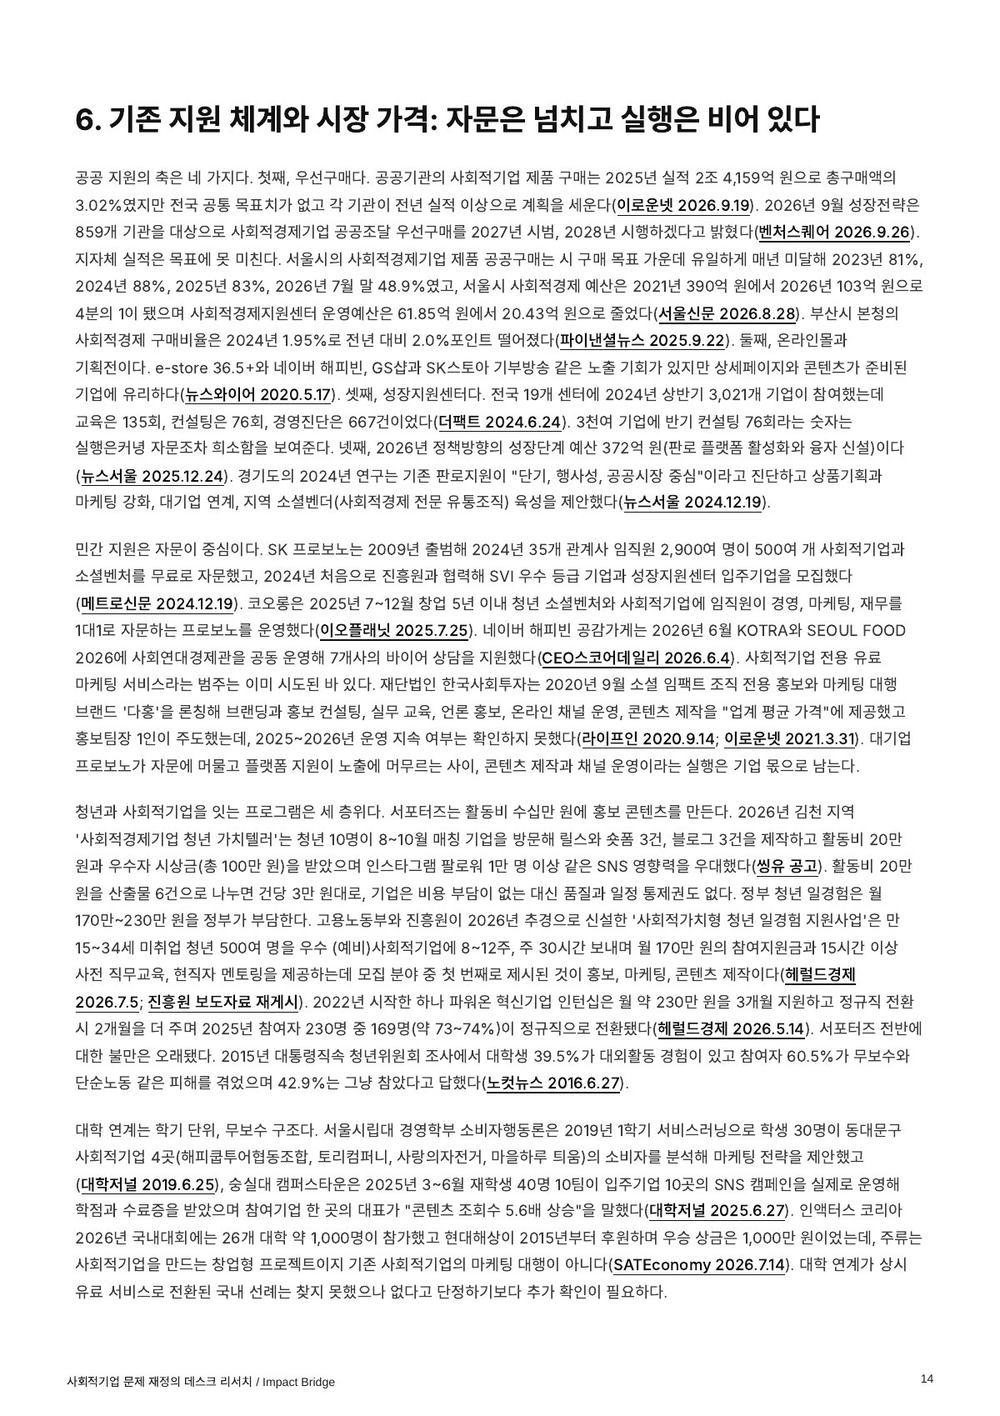 6. 기존 지원 체계와 시장 가격: 자문은 넘치고 실행은 비어 있다
공공 지원의 축은 네 가지다. 첫째, 우선구매다. 공공기관의 사회적기업 제품 구매는 2025년 실적 2조 4,159억 원으로 총구매액의
3.02%였지만 전국 공통 목표치가 없고 각 기관이 전년 실적 이상으로 계획을 세운다(이로운넷 2026.9.19). 2026년 9월 성장전략은
859개 기관을 대상으로 사회적경제기업 공공조달 우선구매를 2027년 시범, 2028년 시행하겠다고 밝혔다(벤처스퀘어 2026.9.26).
지자체 실적은 목표에 못 미친다. 서울시의 사회적경제기업 제품 공공구매는 시 구매 목표 가운데 유일하게 매년 미달해 2023년 81%,
2024년 88%, 2025년 83%, 2026년 7월 말 48.9%였고, 서울시 사회적경제 예산은 2021년 390억 원에서 2026년 103억 원으로
4분의 1이 됐으며 사회적경제지원센터 운영예산은 61.85억 원에서 20.43억 원으로 줄었다(서울신문 2026.8.28). 부산시 본청의
사회적경제 구매비율은 2024년 1.95%로 전년 대비 2.0%포인트 떨어졌다(파이낸셜뉴스 2025.9.22). 둘째, 온라인몰과
기획전이다. e-store 36.5+와 네이버 해피빈, GS샵과 SK스토아 기부방송 같은 노출 기회가 있지만 상세페이지와 콘텐츠가 준비된
기업에 유리하다(뉴스와이어 2020.5.17). 셋째, 성장지원센터다. 전국 19개 센터에 2024년 상반기 3,021개 기업이 참여했는데
교육은 135회, 컨설팅은 76회, 경영진단은 667건이었다(더팩트 2024.6.24). 3천여 기업에 반기 컨설팅 76회라는 숫자는
실행은커녕 자문조차 희소함을 보여준다. 넷째, 2026년 정책방향의 성장단계 예산 372억 원(판로 플랫폼 활성화와 융자 신설)이다
(뉴스서울 2025.12.24). 경기도의 2024년 연구는 기존 판로지원이 "단기, 행사성, 공공시장 중심"이라고 진단하고 상품기획과
마케팅 강화, 대기업 연계, 지역 소셜벤더(사회적경제 전문 유통조직) 육성을 제안했다(뉴스서울 2024.12.19).
민간 지원은 자문이 중심이다. SK 프로보노는 2009년 출범해 2024년 35개 관계사 임직원 2,900여 명이 500여 개 사회적기업과
소셜벤처를 무료로 자문했고, 2024년 처음으로 진흥원과 협력해 SVI 우수 등급 기업과 성장지원센터 입주기업을 모집했다
(메트로신문 2024.12.19). 코오롱은 2025년 7~12월 창업 5년 이내 청년 소셜벤처와 사회적기업에 임직원이 경영, 마케팅, 재무를
1대1로 자문하는 프로보노를 운영했다(이오플래닛 2025.7.25). 네이버 해피빈 공감가게는 2026년 6월 KOTRA와 SEOUL FOOD
2026에 사회연대경제관을 공동 운영해 7개사의 바이어 상담을 지원했다(CEO스코어데일리 2026.6.4). 사회적기업 전용 유료
마케팅 서비스라는 범주는 이미 시도된 바 있다. 재단법인 한국사회투자는 2020년 9월 소셜 임팩트 조직 전용 홍보와 마케팅 대행
브랜드 '다홍'을 론칭해 브랜딩과 홍보 컨설팅, 실무 교육, 언론 홍보, 온라인 채널 운영, 콘텐츠 제작을 "업계 평균 가격"에 제공했고
홍보팀장 1인이 주도했는데, 2025~2026년 운영 지속 여부는 확인하지 못했다(라이프인 2020.9.14; 이로운넷 2021.3.31). 대기업
프로보노가 자문에 머물고 플랫폼 지원이 노출에 머무르는 사이, 콘텐츠 제작과 채널 운영이라는 실행은 기업 몫으로 남는다.
청년과 사회적기업을 잇는 프로그램은 세 층위다. 서포터즈는 활동비 수십만 원에 홍보 콘텐츠를 만든다. 2026년 김천 지역
'사회적경제기업 청년 가치텔러'는 청년 10명이 8~10월 매칭 기업을 방문해 릴스와 숏폼 3건, 블로그 3건을 제작하고 활동비 20만
원과 우수자 시상금(총 100만 원)을 받았으며 인스타그램 팔로워 1만 명 이상 같은 SNS 영향력을 우대했다(씽유 공고). 활동비 20만
원을 산출물 6건으로 나누면 건당 3만 원대로, 기업은 비용 부담이 없는 대신 품질과 일정 통제권도 없다. 정부 청년 일경험은 월
170만~230만 원을 정부가 부담한다. 고용노동부와 진흥원이 2026년 추경으로 신설한 '사회적가치형 청년 일경험 지원사업'은 만
15~34세 미취업 청년 500여 명을 우수 (예비)사회적기업에 8~12주, 주 30시간 보내며 월 170만 원의 참여지원금과 15시간 이상
사전 직무교육, 현직자 멘토링을 제공하는데 모집 분야 중 첫 번째로 제시된 것이 홍보, 마케팅, 콘텐츠 제작이다(헤럴드경제
2026.7.5; 진흥원 보도자료 재게시). 2022년 시작한 하나 파워온 혁신기업 인턴십은 월 약 230만 원을 3개월 지원하고 정규직 전환
시 2개월을 더 주며 2025년 참여자 230명 중 169명(약 73~74%)이 정규직으로 전환됐다(헤럴드경제 2026.5.14). 서포터즈 전반에
대한 불만은 오래됐다. 2015년 대통령직속 청년위원회 조사에서 대학생 39.5%가 대외활동 경험이 있고 참여자 60.5%가 무보수와
단순노동 같은 피해를 겪었으며 42.9%는 그냥 참았다고 답했다(노컷뉴스 2016.6.27).
대학 연계는 학기 단위, 무보수 구조다. 서울시립대 경영학부 소비자행동론은 2019년 1학기 서비스러닝으로 학생 30명이 동대문구
사회적기업 4곳(해피쿱투어협동조합, 토리컴퍼니, 사랑의자전거, 마을하루 틔움)의 소비자를 분석해 마케팅 전략을 제안했고
(대학저널 2019.6.25), 숭실대 캠퍼스타운은 2025년 3~6월 재학생 40명 10팀이 입주기업 10곳의 SNS 캠페인을 실제로 운영해
학점과 수료증을 받았으며 참여기업 한 곳의 대표가 "콘텐츠 조회수 5.6배 상승"을 말했다(대학저널 2025.6.27). 인액터스 코리아
2026년 국내대회에는 26개 대학 약 1,000명이 참가했고 현대해상이 2015년부터 후원하며 우승 상금은 1,000만 원이었는데, 주류는
사회적기업을 만드는 창업형 프로젝트이지 기존 사회적기업의 마케팅 대행이 아니다(SATEconomy 2026.7.14). 대학 연계가 상시
유료 서비스로 전환된 국내 선례는 찾지 못했으나 없다고 단정하기보다 추가 확인이 필요하다.
사회적기업 문제 재정의 데스크 리서치 / Impact Bridge
14